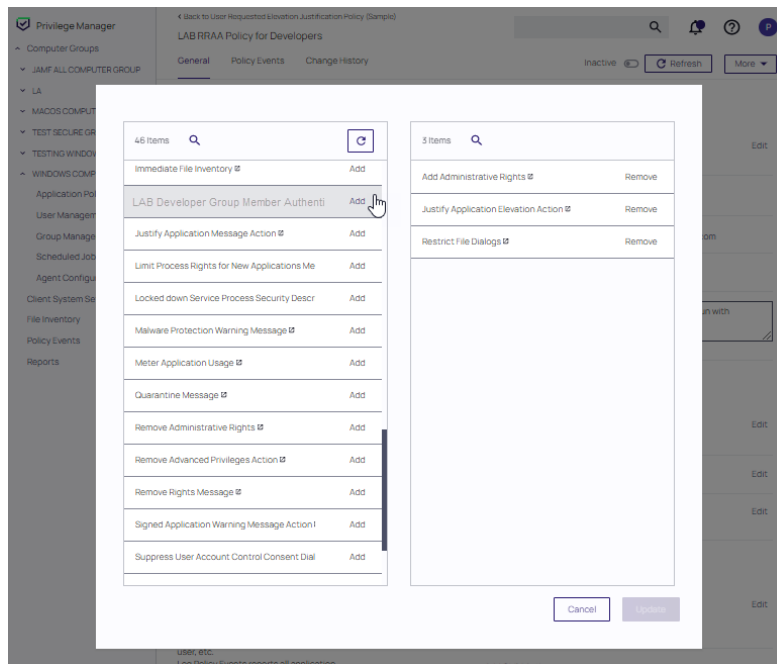 Privilege Manager
Computer Groups
JAMF ALL COMPUTER GROUP
LA
MACOS COMPUT
TEST SECURE GR
TESTING WINDOW
WINDOWS COMP
Application Pol
User Managem
Group Manage
Scheduled Job
Agent Configu
Client System Se
File Inventory
Policy Events
Reports
Back to User Requested Elevation Justification Policy (Sample)
LAB RRAA Policy for Developers
P
General Policy Events Change History
Inactive Refresh More
Edit
om
un with
Edit
Edit
Edit
Edit
46 Items
Immediate File Inventory Add
LAB Developer Group Member Authenti Add
Justify Application Message Action Add
Limit Process Rights for New Applications Me Add
Locked down Service Process Security Descr Add
Malware Protection Warning Message Add
Meter Application Usage Add
Quarantine Message Add
Remove Administrative Rights Add
Remove Advanced Privileges Action Add
Remove Rights Message Add
Signed Application Warning Message Action Add
Suppress User Account Control Consent Dial Add
3 Items
Add Administrative Rights Remove
Justify Application Elevation Action Remove
Restrict File Dialogs Remove
Cancel Update
user, etc.